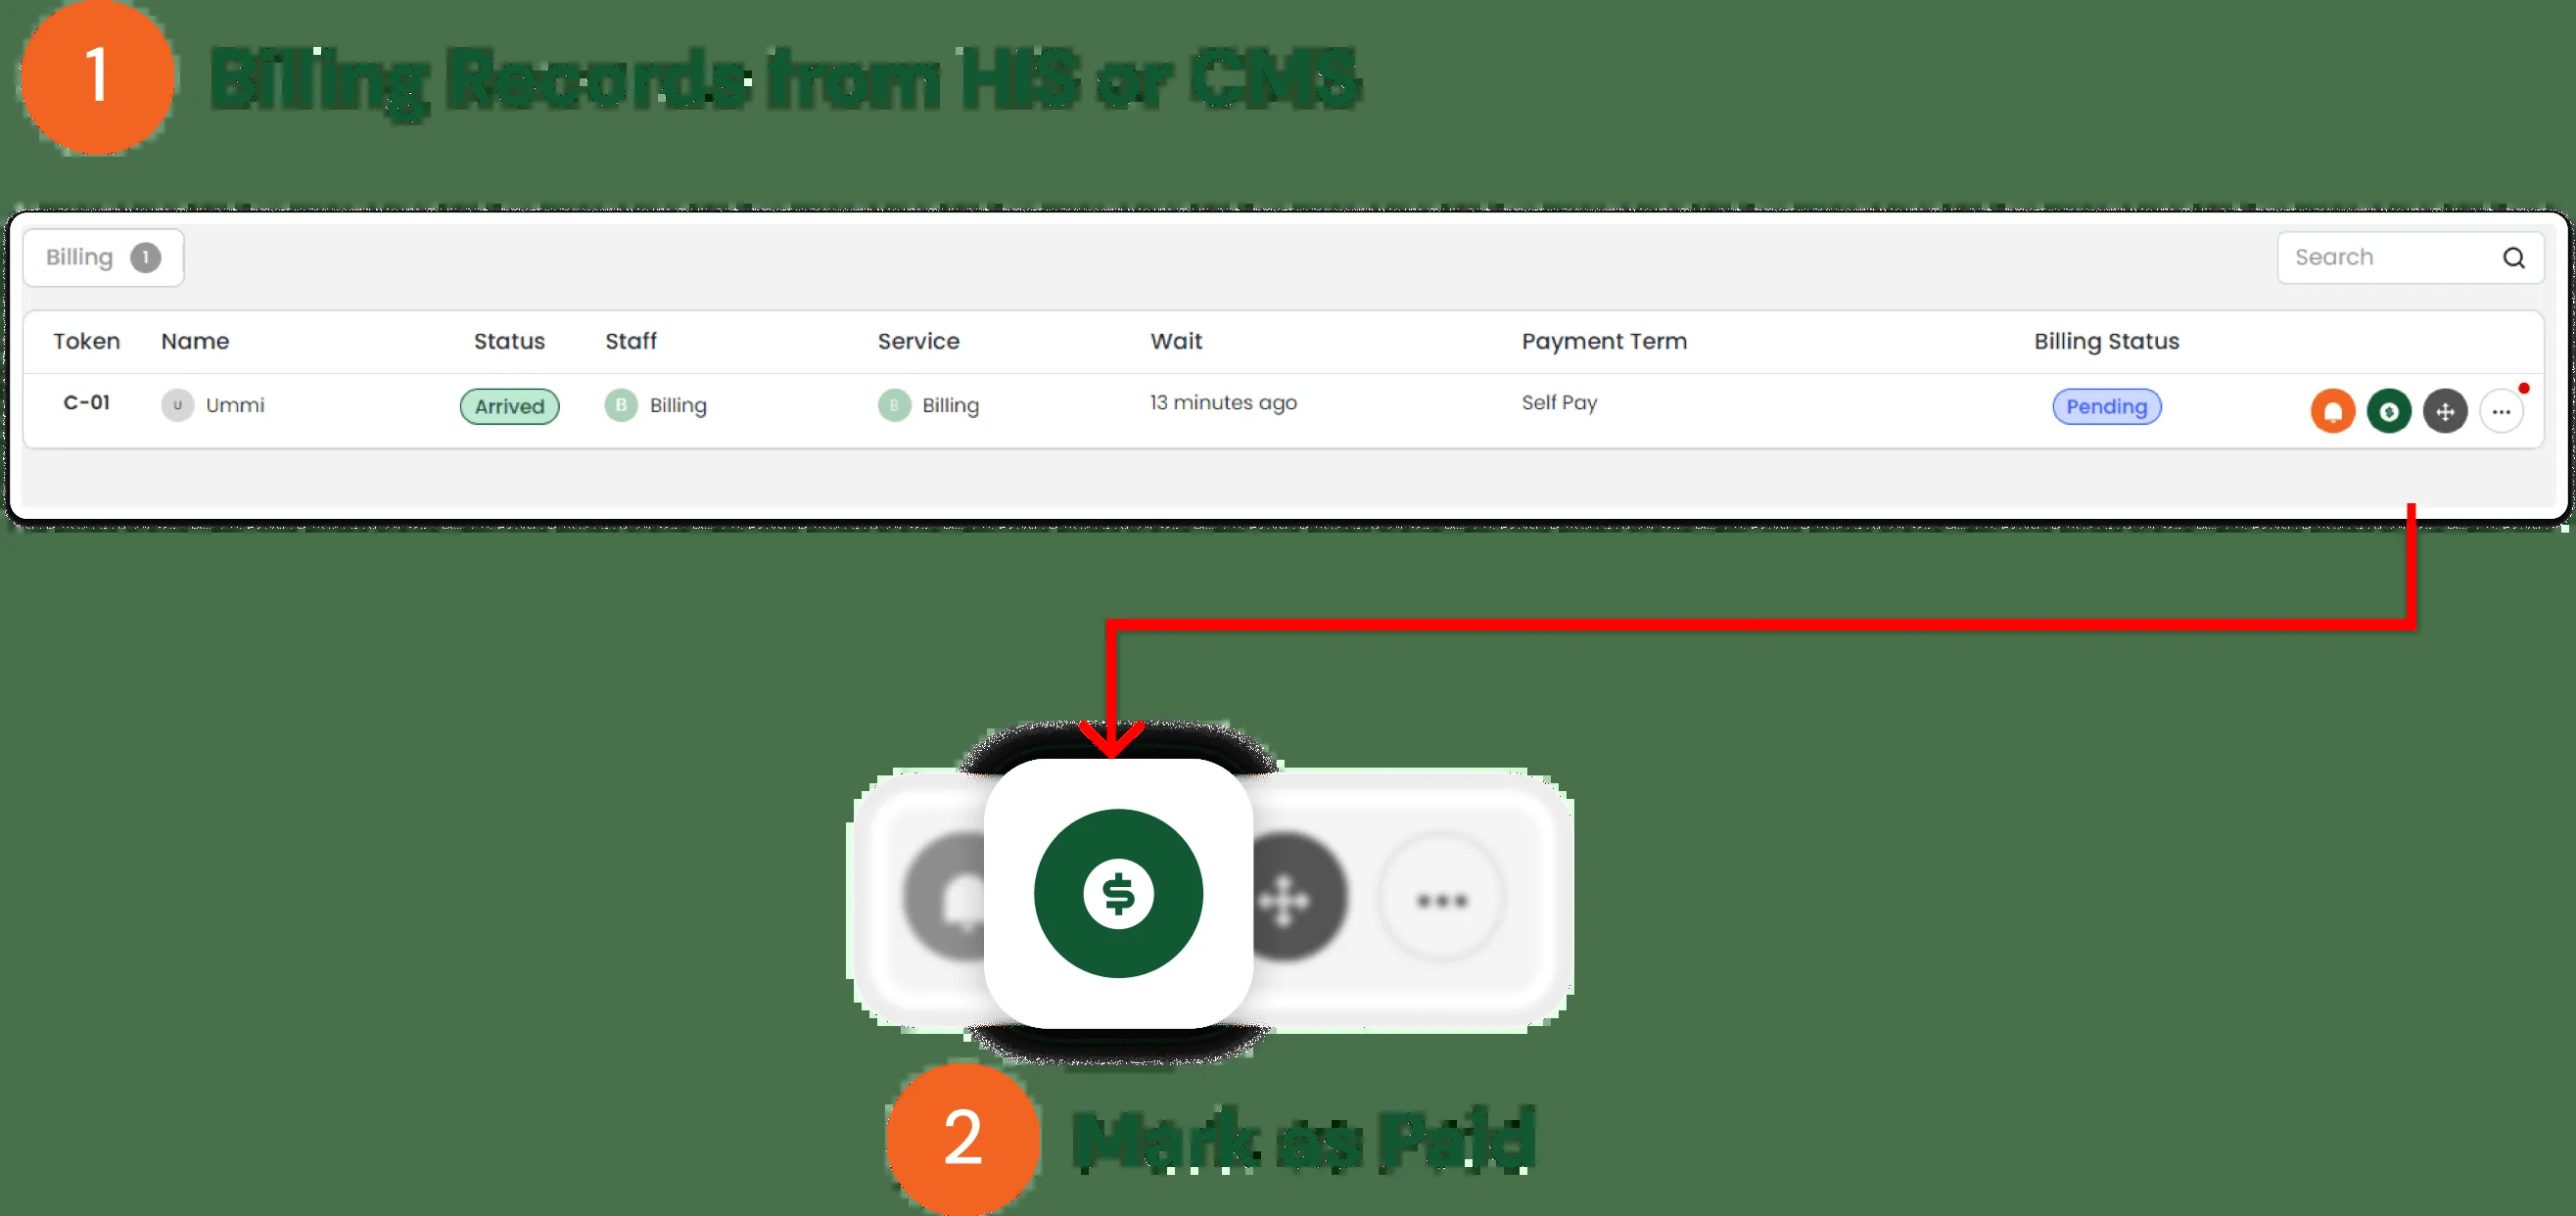 1 Billing Records from HIS or CMS
Billing 1 Search
Token Name Status Staff Service Wait Payment Term Billing Status
C-01 U Ummi Arrived B Billing B Billing 13 minutes ago Self Pay Pending
2 Mark as Paid